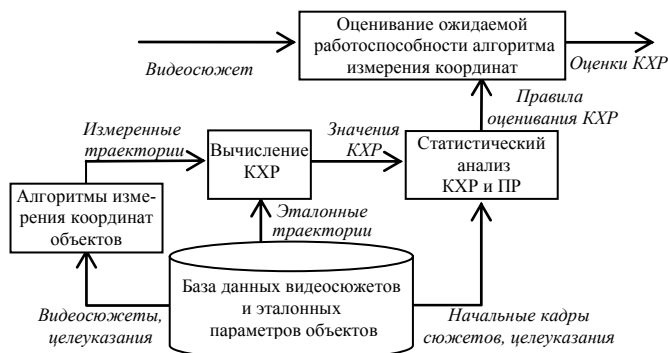 Оценивание ожидаемой
работоспособности алгоритма
измерения координат
Видеосюжет
Оценки КХР
Правила
оценивания КХР
Измеренные
траектории
Вычисление
КХР
Значения
КХР
Статистический
анализ
КХР и ПР
Алгоритмы изме-
рения координат
объектов
Эталонные
траектории
База данных видеосюжетов
и эталонных
параметров объектов
Видеосюжеты,
целеуказания
Начальные кадры
сюжетов, целеуказания